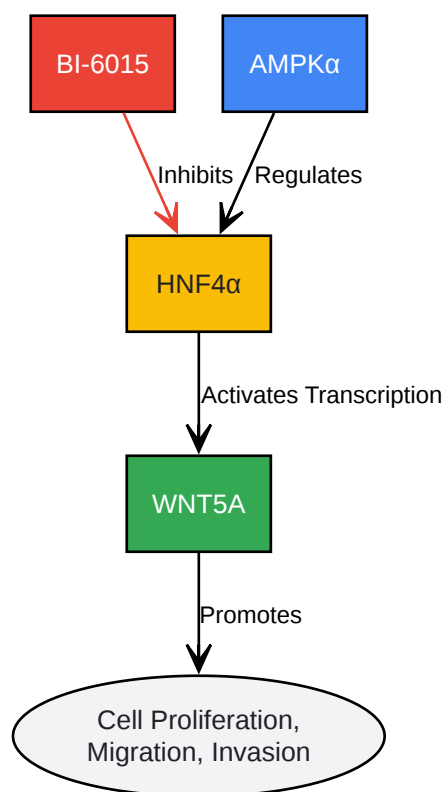 BI-6015
AMPKα
Inhibits
Regulates
HNF4α
Activates Transcription
WNT5A
Promotes
Cell Proliferation,
Migration, Invasion